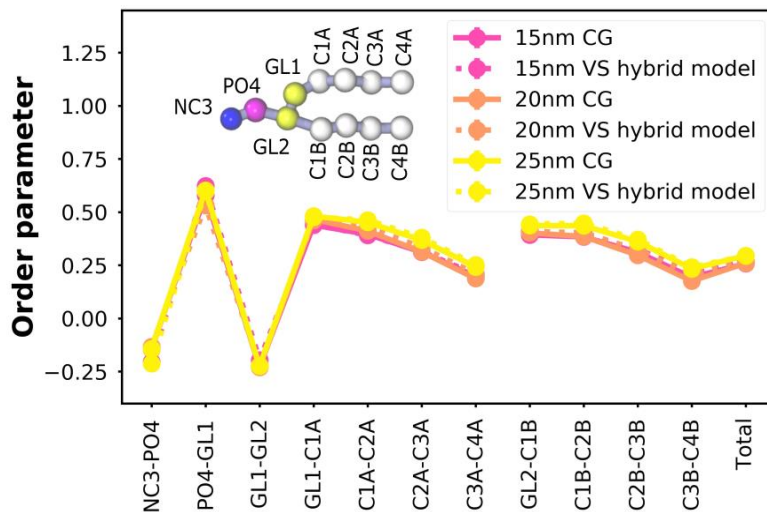 Order parameter
1.25
1.00
0.75
0.50
0.25
0.00
−0.25
NC3
PO4
GL1
GL2
C1A
C2A
C3A
C4A
C1B
C2B
C3B
C4B
15nm CG
15nm VS hybrid model
20nm CG
20nm VS hybrid model
25nm CG
25nm VS hybrid model
NC3-PO4
PO4-GL1
GL1-GL2
GL1-C1A
C1A-C2A
C2A-C3A
C3A-C4A
GL2-C1B
C1B-C2B
C2B-C3B
C3B-C4B
Total